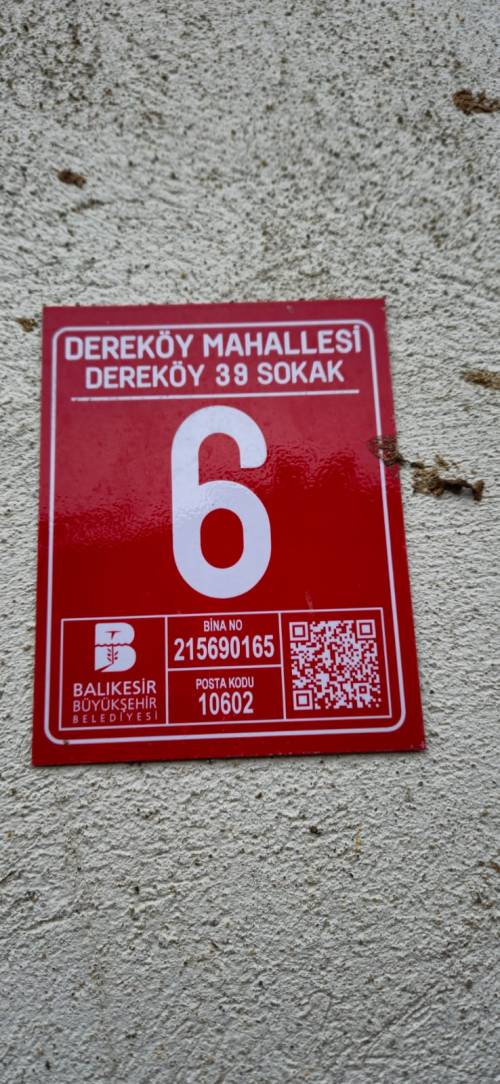 DEREKÖY MAHALLESİ
DEREKÖY 39 SOKAK
6
BALIKESİR
BÜYÜKŞEHİR
BELEDİYESİ
BİNA NO
215690165
POSTA KODU
10602